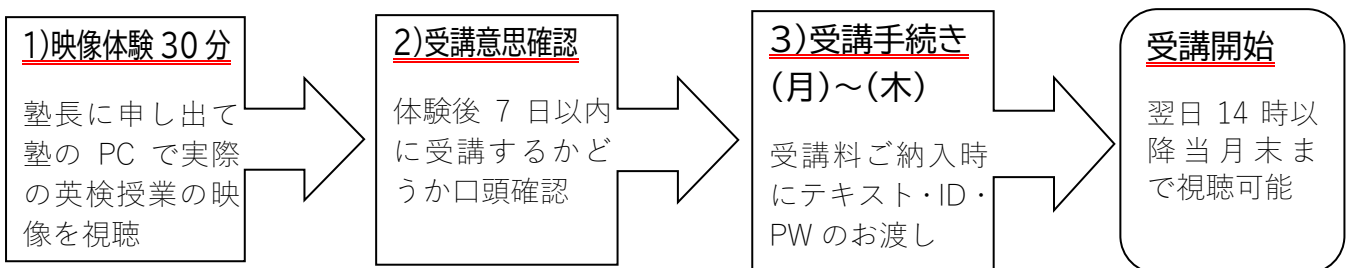 1)映像体験 30 分
塾長に申し出て
塾の PC で実際
の英検授業の映
像を視聴
2)受講意思確認
体験後 7 日以内
に受講するかど
うか口頭確認
3)受講手続き
(月)～(木)
受講料ご納入時
にテキスト・ID・
PW のお渡し
受講開始
翌日 14 時以
降当月末ま
で視聴可能